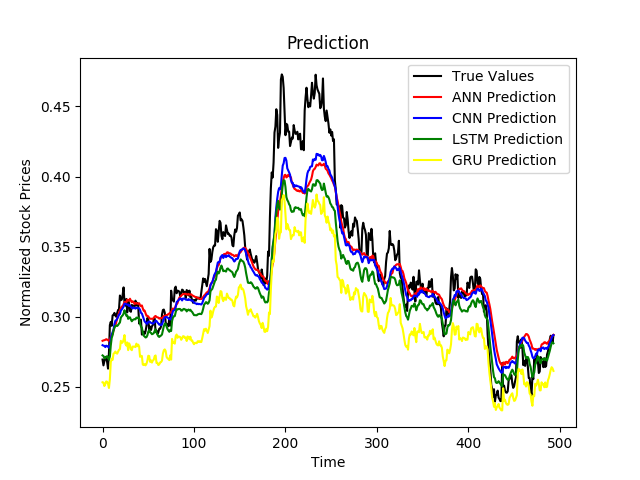 Prediction
True Values
ANN Prediction
CNN Prediction
LSTM Prediction
GRU Prediction
Normalized Stock Prices
0.45
0.40
0.35
0.30
0.25
0 100 200 300 400 500
Time